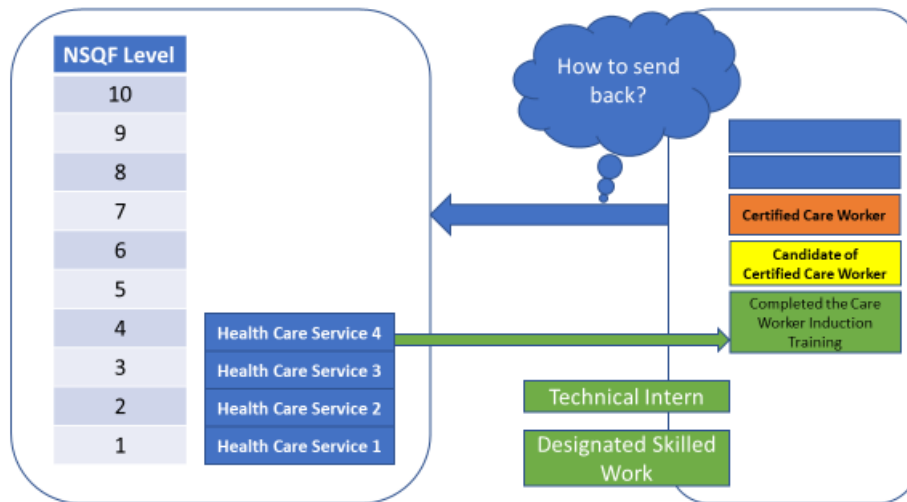 NSQF Level
10
9
8
7
6
5
4
3
2
1
Health Care Service 4
Health Care Service 3
Health Care Service 2
Health Care Service 1
How to send
back?
Technical Intern
Designated Skilled
Work
Certified Care Worker
Candidate of
Certified Care Worker
Completed the Care
Worker Induction
Training